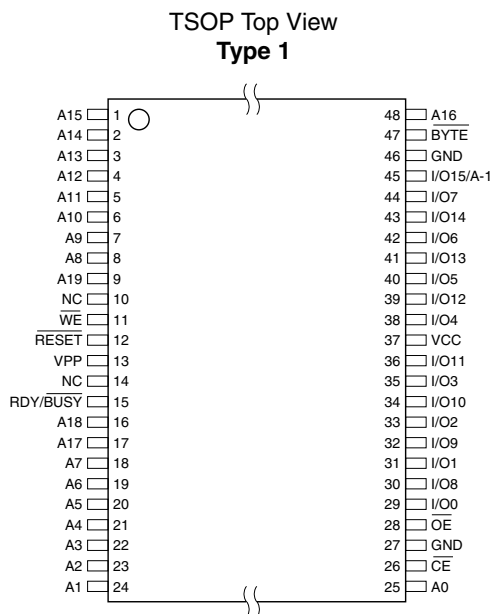 TSOP Top View
Type 1
A15 1 48 A16
A14 2 47 BYTE
A13 3 46 GND
A12 4 45 I/O15/A-1
A11 5 44 I/O7
A10 6 43 I/O14
A9 7 42 I/O6
A8 8 41 I/O13
A19 9 40 I/O5
NC 10 39 I/O12
WE 11 38 I/O4
RESET 12 37 VCC
VPP 13 36 I/O11
NC 14 35 I/O3
RDY/BUSY 15 34 I/O10
A18 16 33 I/O2
A17 17 32 I/O9
A7 18 31 I/O1
A6 19 30 I/O8
A5 20 29 I/O0
A4 21 28 OE
A3 22 27 GND
A2 23 26 CE
A1 24 25 A0